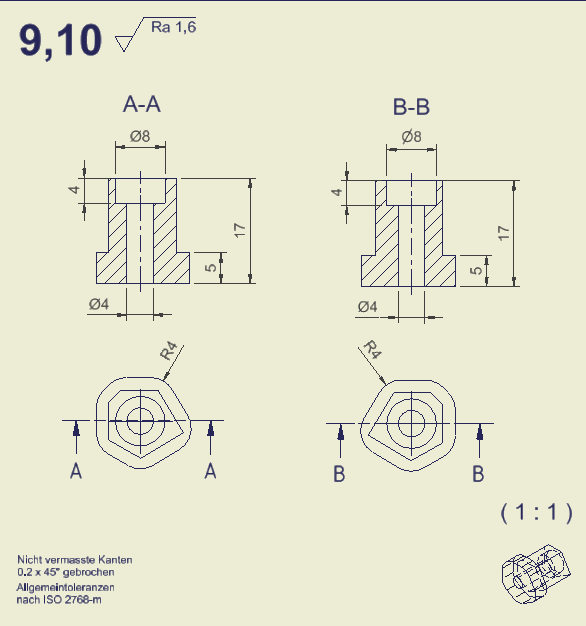 9,10
Ra 1,6
A-A
B-B
Ø8
Ø8
4
4
17
17
5
5
Ø4
Ø4
R4
R4
A
A
B
B
( 1 : 1 )
Nicht vermasste Kanten
0.2 x 45° gebrochen
Allgemeintoleranzen
nach ISO 2768-m